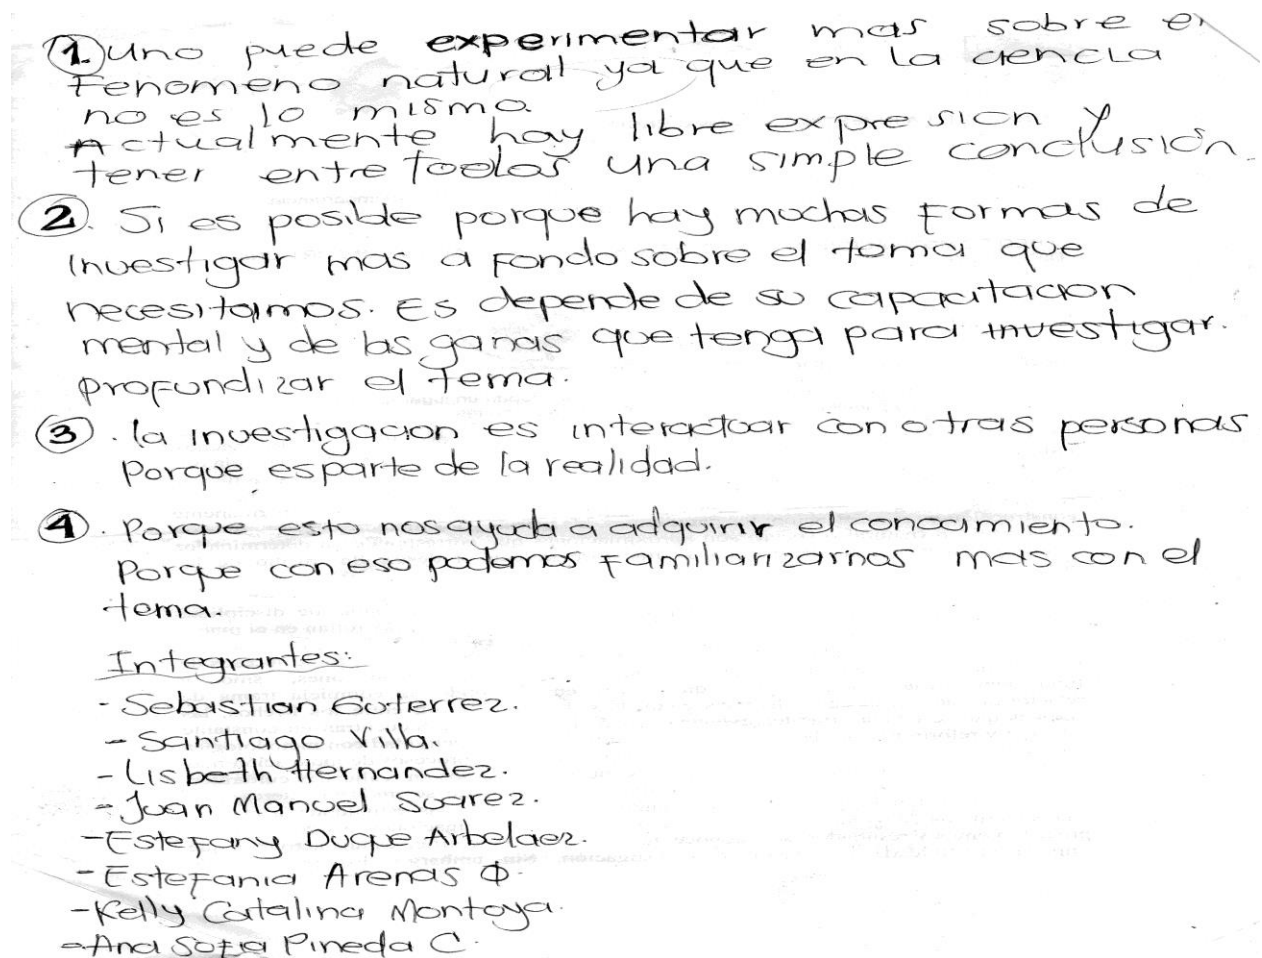 1. Uno puede experimentar mas sobre el
Fenomeno natural ya que en la ciencia
no es lo mismo.
Actualmente hay libre expresion y
tener entre Todos una simple conclusión.
2. Si es posible porque hay muchas Formas de
investigar mas a Fondo sobre el tema que
necesitamos. Es depende de su capacitacion
mental y de las ganas que tenga para investigar.
profundizar el tema.
3. la investigacion es interactuar con otras personas
Porque es parte de la realidad.
4. Porque esto nos ayuda a adquirir el conocimiento.
Porque con eso podemos Familiarizarnos mas con el
tema.
Integrantes:
- Sebastian Guterrez.
- Santiago Villa.
- Lisbeth Hernandez.
- Juan Manuel Suarez.
- Estefany Duque Arbelaez.
- Estefania Arenas
- Kelly Catalina Montoya.
- Ana Sofia Pineda C.